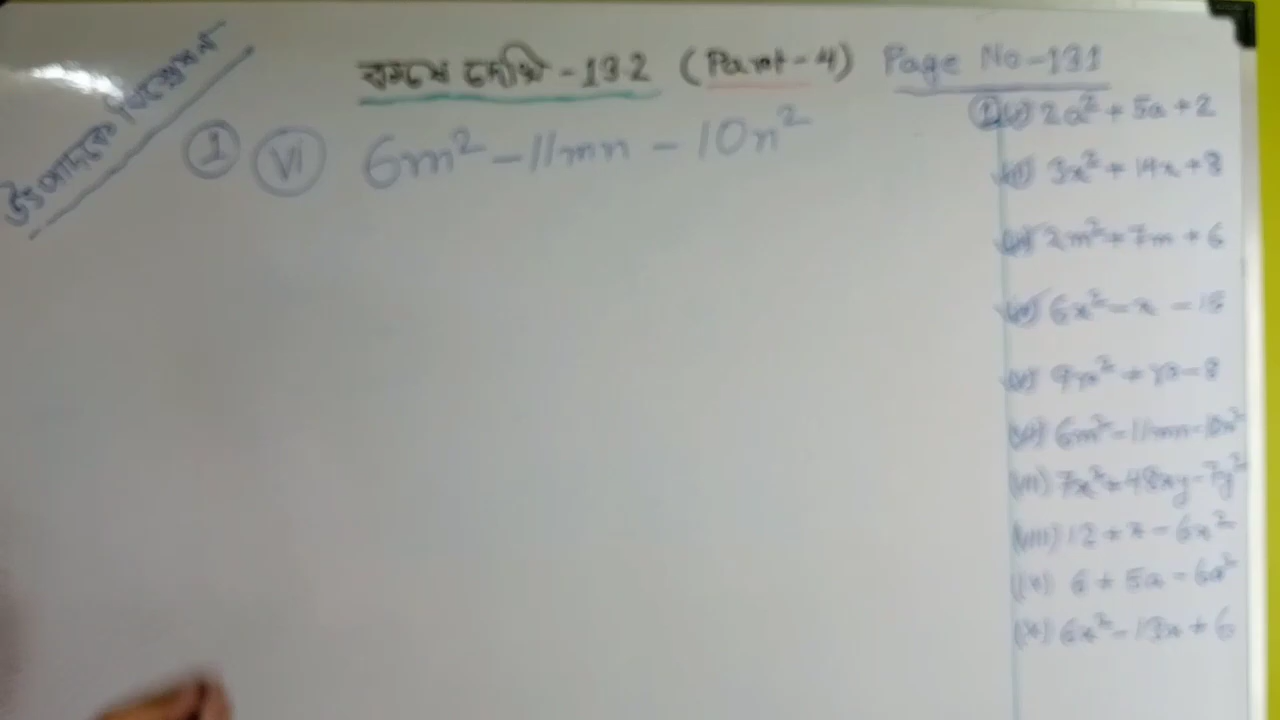 উৎপাদকে বিশ্লেষণ
কষে দেখি - 13.2 (Part-4) Page No-131
① (vi) 6m² - 11mn - 10n²
① (i) 2a² + 5a + 2
(ii) 3x² + 14x + 8
(iii) 2m² + 7m + 6
(iv) 6x² - x - 15
(v) 9r² + r - 8
(vi) 6m² - 11mn - 10n²
(vii) 7x² + 48xy - 7y²
(viii) 12 + x - 6x²
(ix) 6 + 5a - 6a²
(x) 6x² - 13x + 6